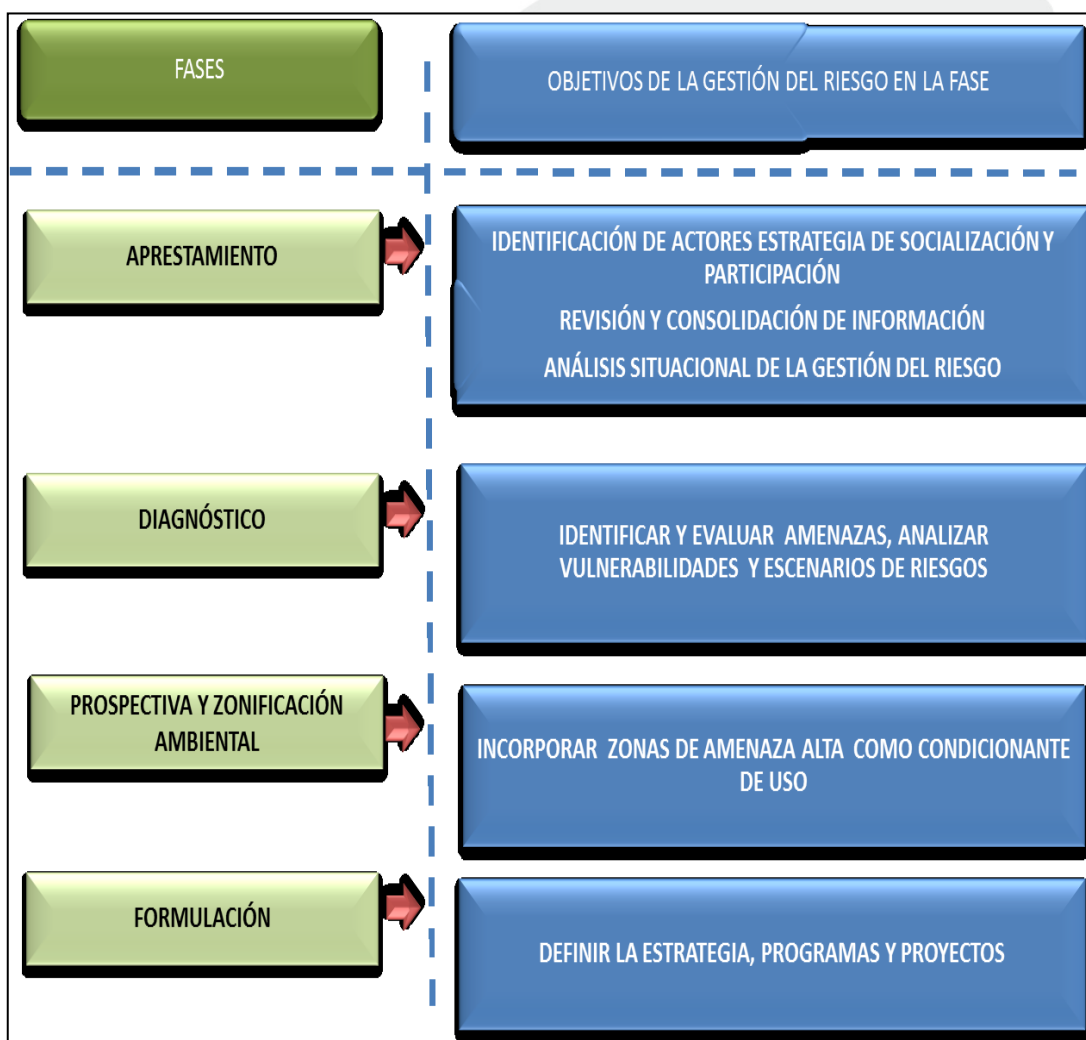 FASES
OBJETIVOS DE LA GESTIÓN DEL RIESGO EN LA FASE
APRESTAMIENTO
IDENTIFICACIÓN DE ACTORES ESTRATEGIA DE SOCIALIZACIÓN Y
PARTICIPACIÓN
REVISIÓN Y CONSOLIDACIÓN DE INFORMACIÓN
ANÁLISIS SITUACIONAL DE LA GESTIÓN DEL RIESGO
DIAGNÓSTICO
IDENTIFICAR Y EVALUAR AMENAZAS, ANALIZAR
VULNERABILIDADES Y ESCENARIOS DE RIESGOS
PROSPECTIVA Y ZONIFICACIÓN
AMBIENTAL
INCORPORAR ZONAS DE AMENAZA ALTA COMO CONDICIONANTE
DE USO
FORMULACIÓN
DEFINIR LA ESTRATEGIA, PROGRAMAS Y PROYECTOS